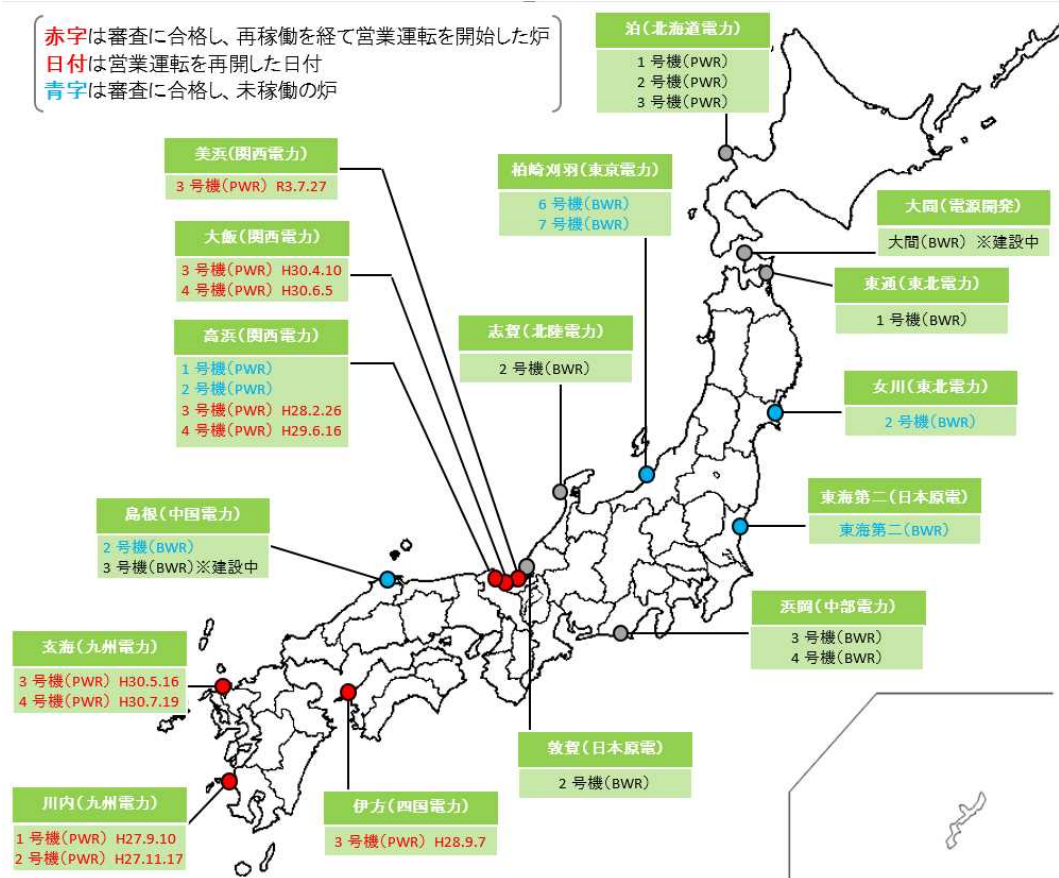 赤字は審査に合格し、再稼働を経て営業運転を開始した炉
日付は営業運転を再開した日付
青字は審査に合格し、未稼働の炉
泊(北海道電力)
1号機(PWR)
2号機(PWR)
3号機(PWR)
美浜(関西電力)
3号機(PWR) R3.7.27
柏崎刈羽(東京電力)
6号機(BWR)
7号機(BWR)
大間(電源開発)
大間(BWR) ※建設中
大飯(関西電力)
3号機(PWR) H30.4.10
4号機(PWR) H30.6.5
東通(東北電力)
1号機(BWR)
高浜(関西電力)
1号機(PWR)
2号機(PWR)
3号機(PWR) H28.2.26
4号機(PWR) H29.6.16
志賀(北陸電力)
2号機(BWR)
女川(東北電力)
2号機(BWR)
東海第二(日本原電)
東海第二(BWR)
島根(中国電力)
2号機(BWR)
3号機(BWR)※建設中
浜岡(中部電力)
3号機(BWR)
4号機(BWR)
玄海(九州電力)
3号機(PWR) H30.5.16
4号機(PWR) H30.7.19
敦賀(日本原電)
2号機(BWR)
川内(九州電力)
1号機(PWR) H27.9.10
2号機(PWR) H27.11.17
伊方(四国電力)
3号機(PWR) H28.9.7